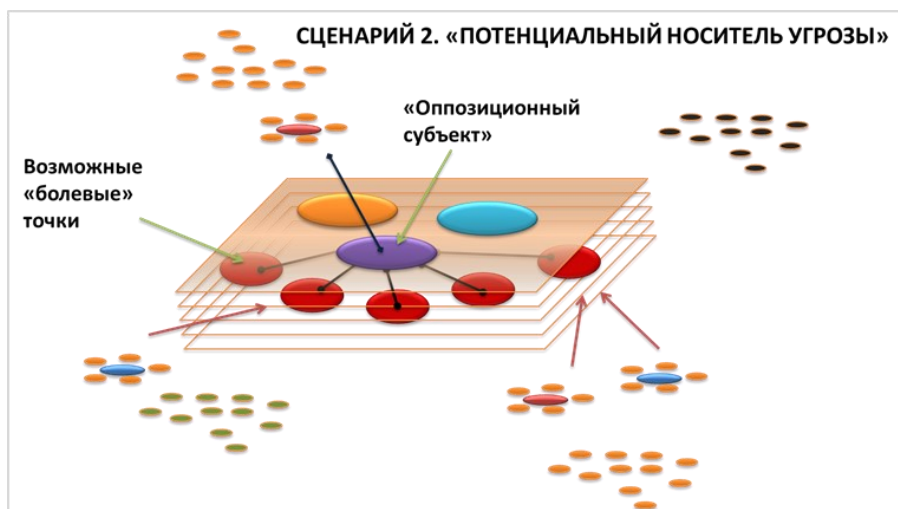 СЦЕНАРИЙ 2. «ПОТЕНЦИАЛЬНЫЙ НОСИТЕЛЬ УГРОЗЫ»
«Оппозиционный
субъект»
Возможные
«болевые»
точки